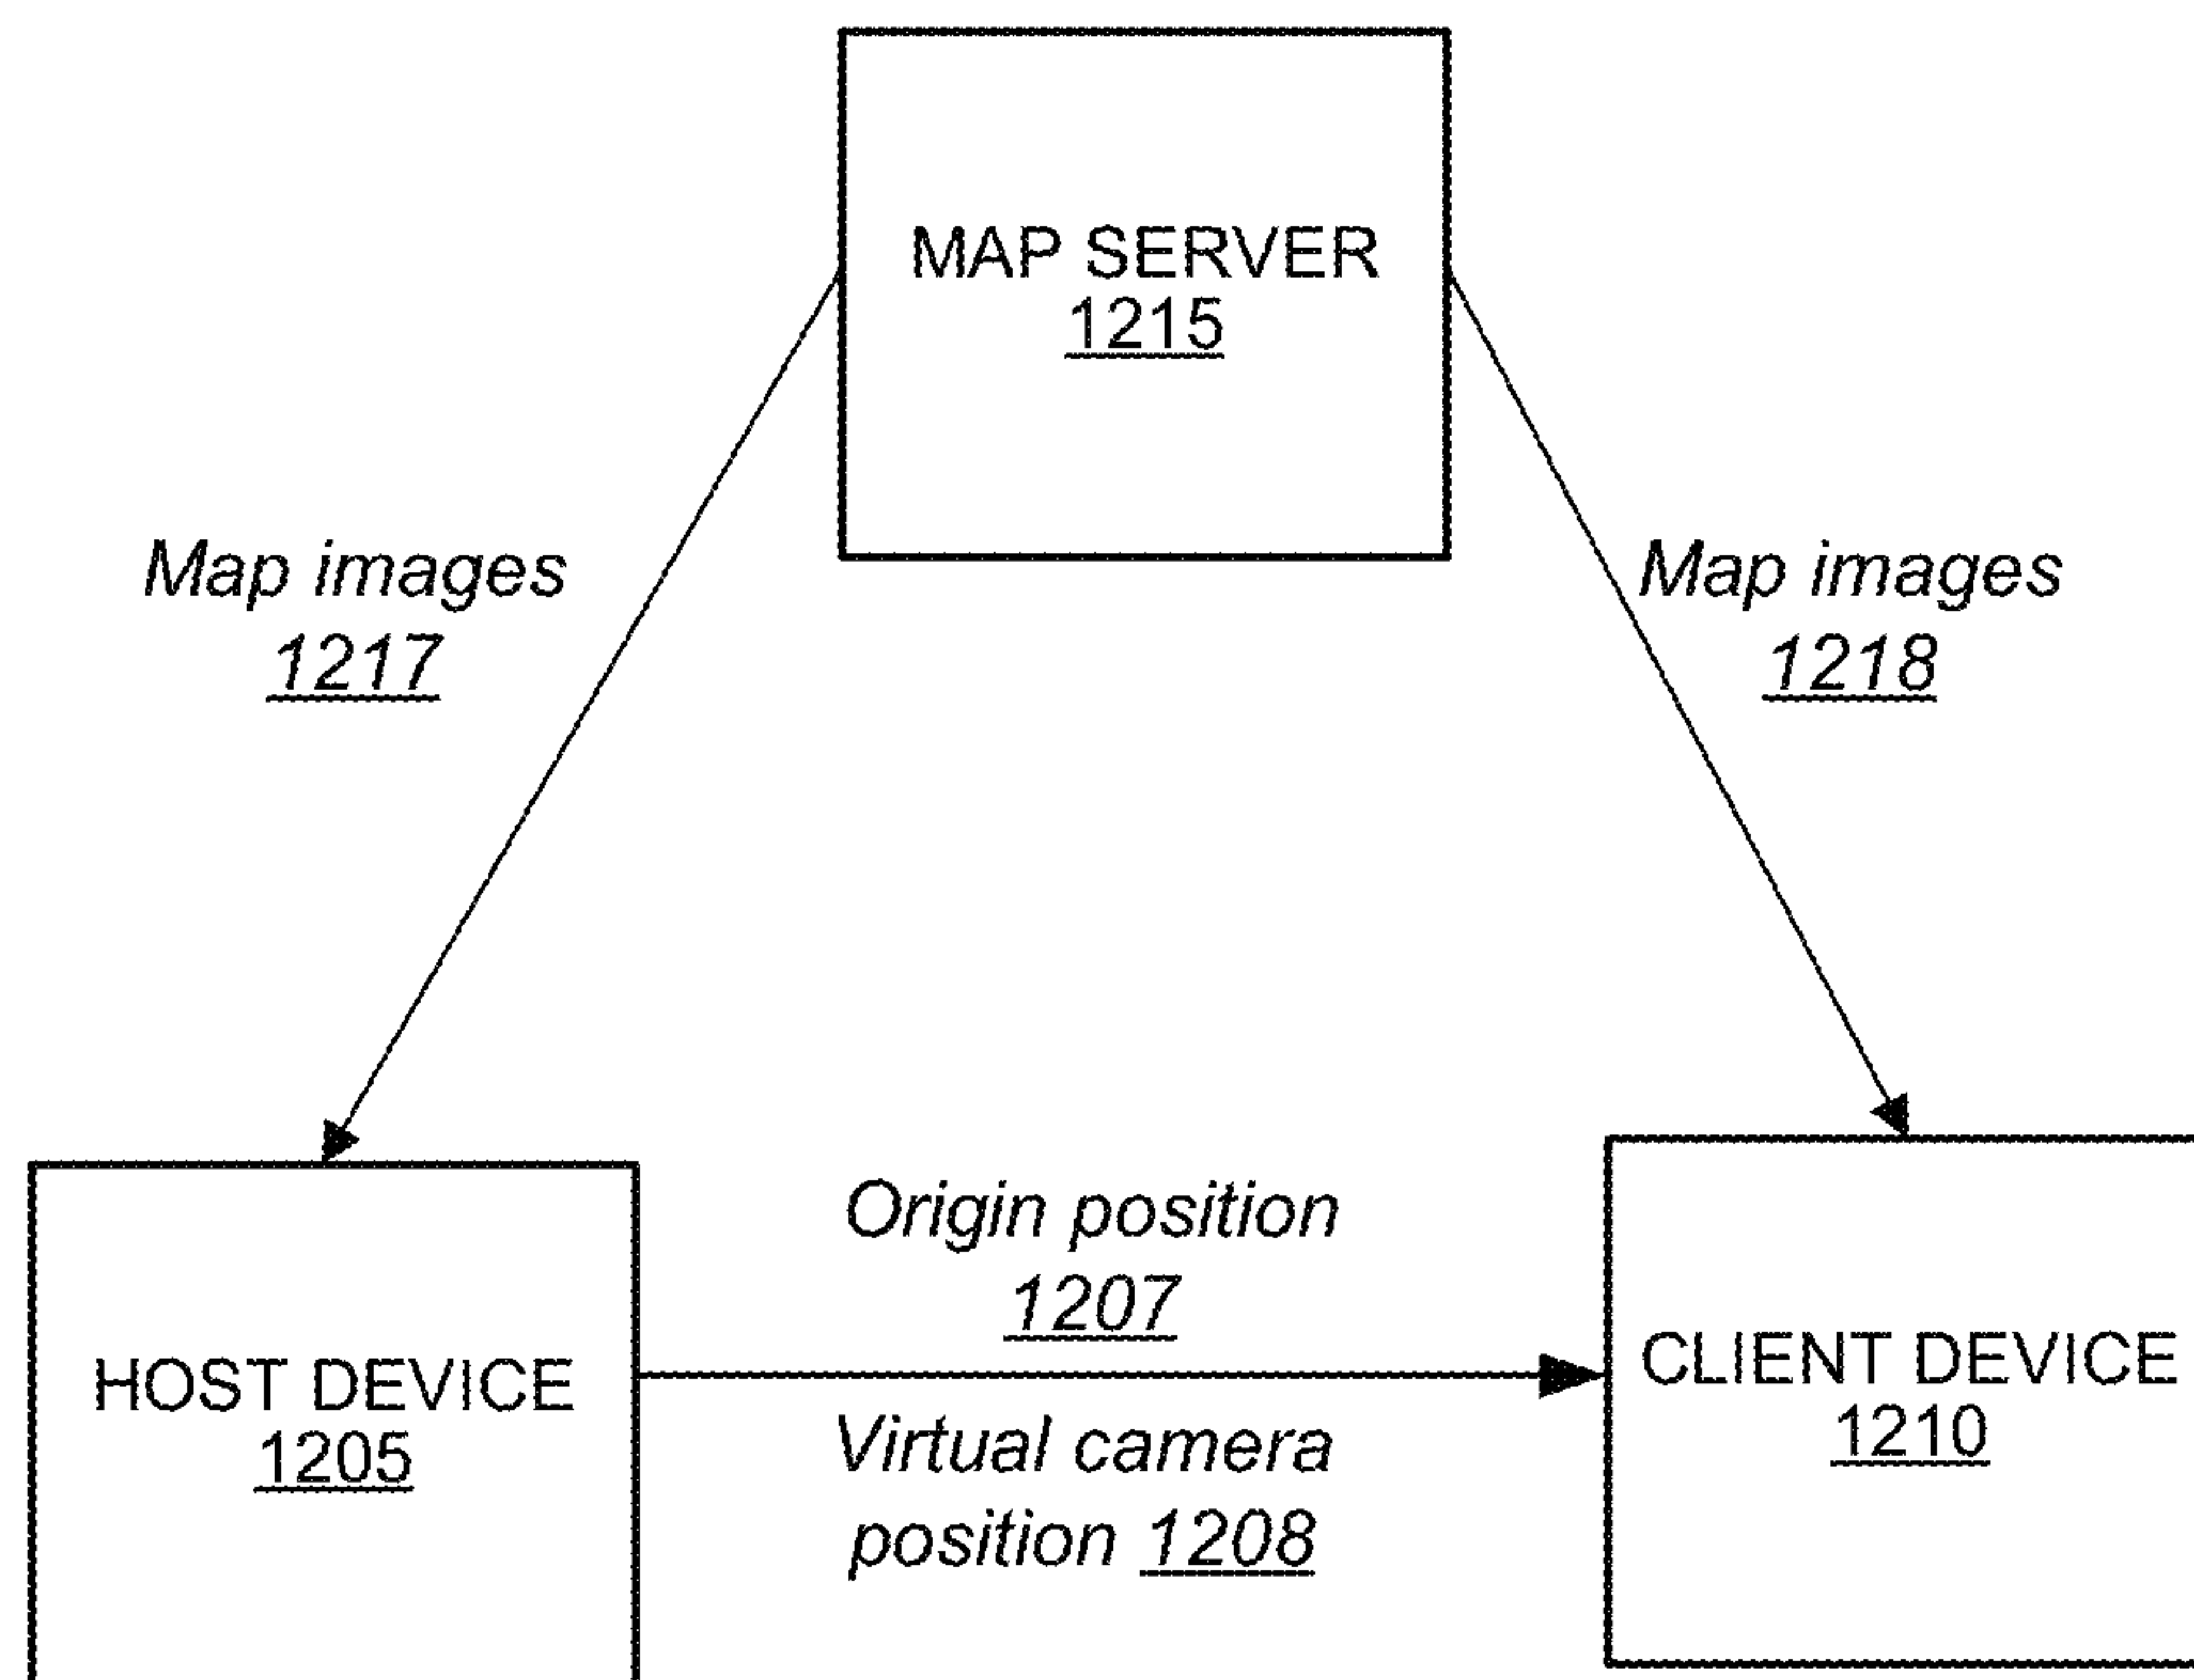 MAP SERVER
1215
Map images
1217
Map images
1218
Origin position
1207
HOST DEVICE
1205
Virtual camera
position 1208
CLIENT DEVICE
1210